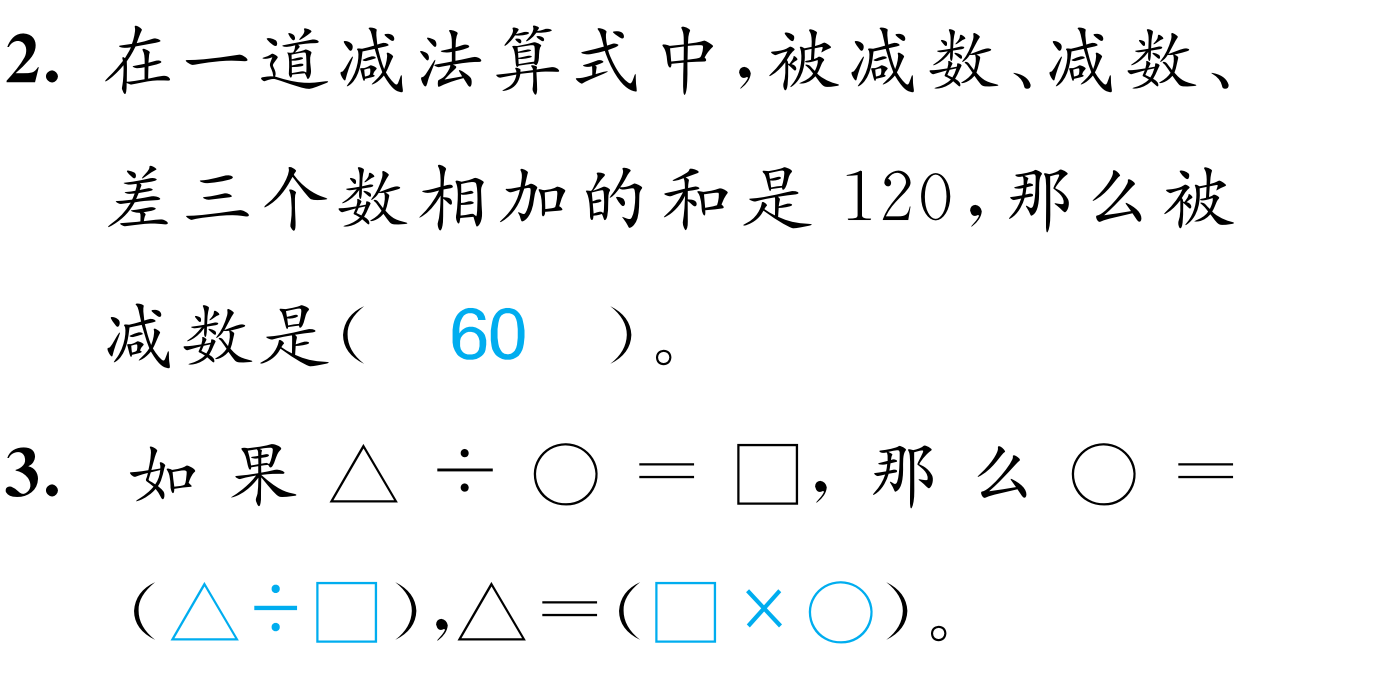 2. 在一道减法算式中,被减数、减数、
差三个数相加的和是 120,那么被
减数是( 60 )。
3. 如果 △ ÷ ○ = □, 那么 ○ =
(△÷□),△=(□×○)。